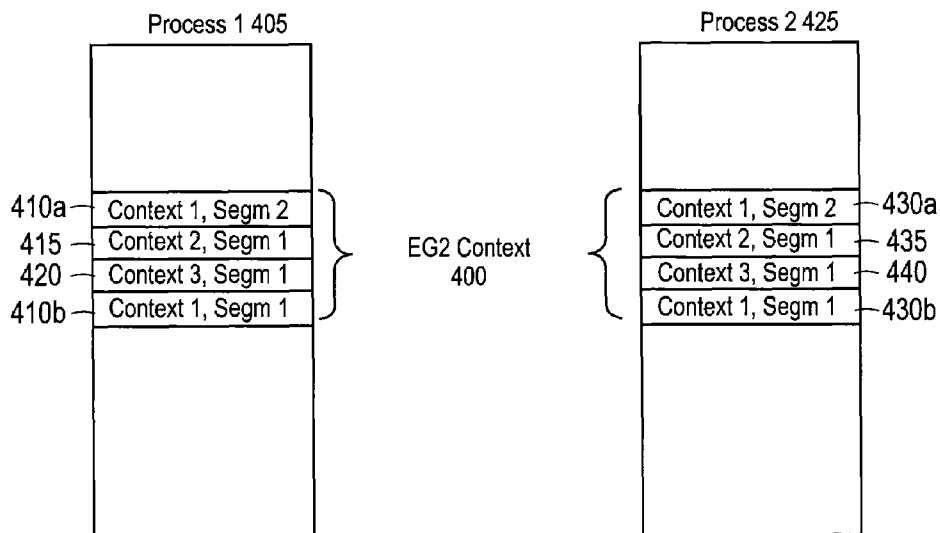 Process 1 405
Process 2 425
410a
Context 1, Segm 2
415
Context 2, Segm 1
420
Context 3, Segm 1
410b
Context 1, Segm 1
EG2 Context
400
Context 1, Segm 2
430a
Context 2, Segm 1
435
Context 3, Segm 1
440
Context 1, Segm 1
430b